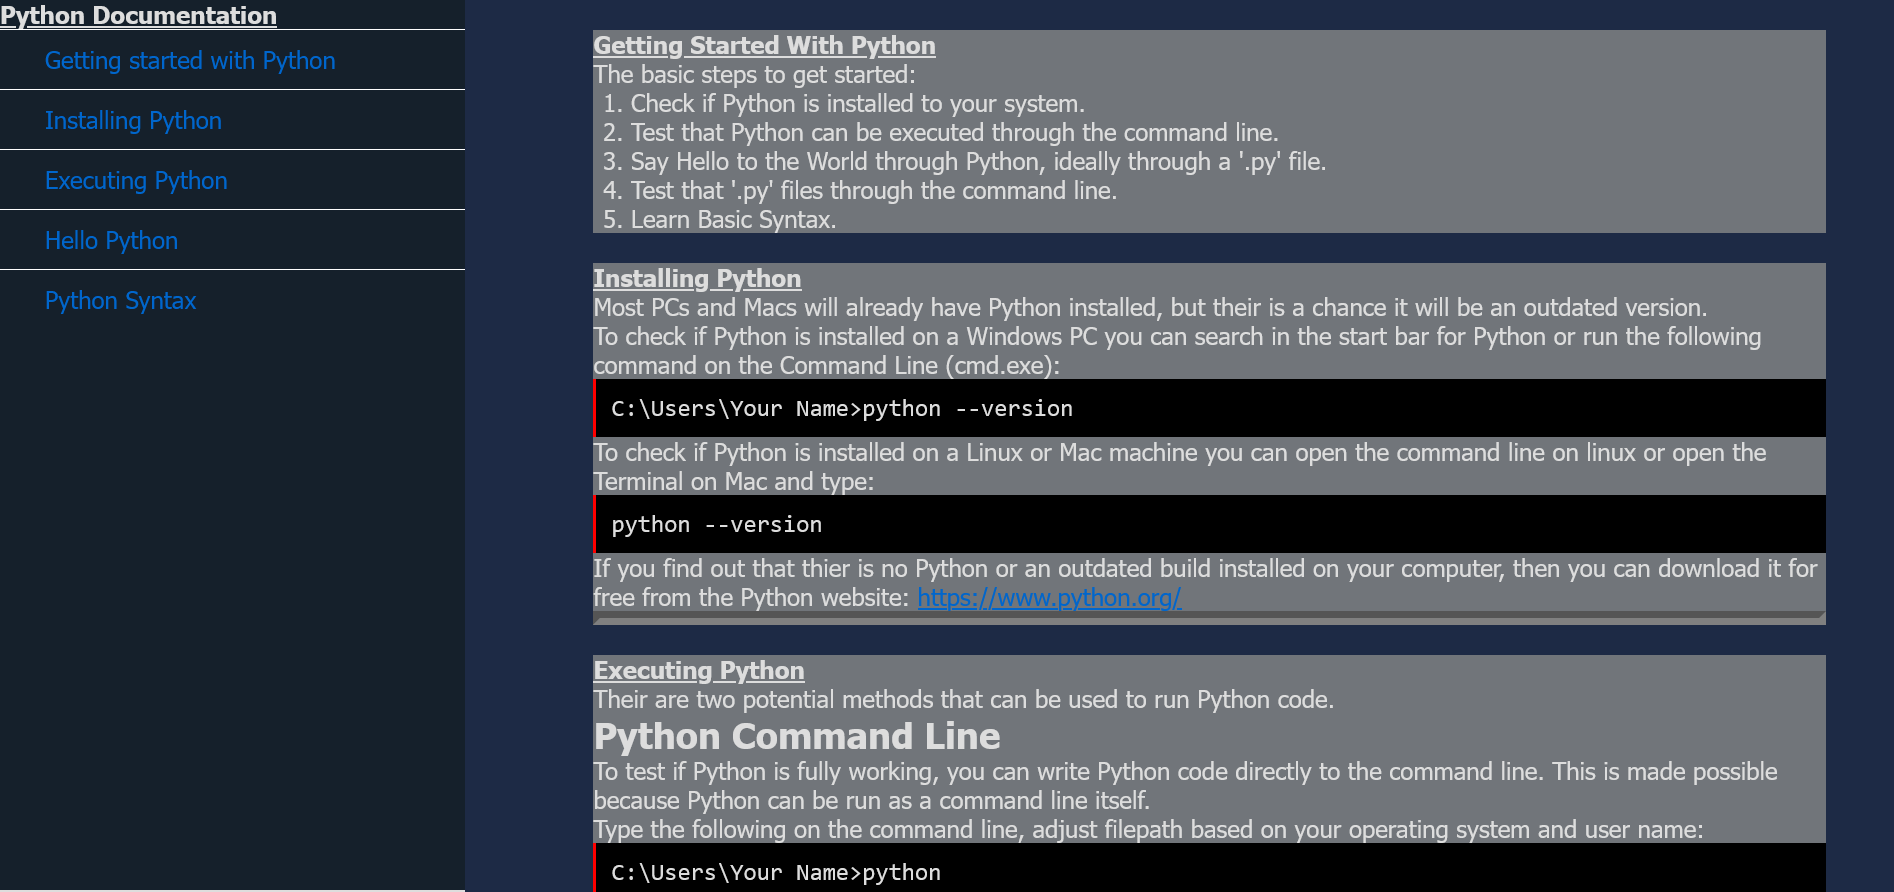 Python Documentation
Getting started with Python
Installing Python
Executing Python
Hello Python
Python Syntax
Getting Started With Python
The basic steps to get started:
1. Check if Python is installed to your system.
2. Test that Python can be executed through the command line.
3. Say Hello to the World through Python, ideally through a '.py' file.
4. Test that '.py' files through the command line.
5. Learn Basic Syntax.
Installing Python
Most PCs and Macs will already have Python installed, but their is a chance it will be an outdated version.
To check if Python is installed on a Windows PC you can search in the start bar for Python or run the following
command on the Command Line (cmd.exe):
C:\Users\Your Name>python --version
To check if Python is installed on a Linux or Mac machine you can open the command line on linux or open the
Terminal on Mac and type:
python --version
If you find out that thier is no Python or an outdated build installed on your computer, then you can download it for
free from the Python website: https://www.python.org/
Executing Python
Their are two potential methods that can be used to run Python code.
Python Command Line
To test if Python is fully working, you can write Python code directly to the command line. This is made possible
because Python can be run as a command line itself.
Type the following on the command line, adjust filepath based on your operating system and user name:
C:\Users\Your Name>python